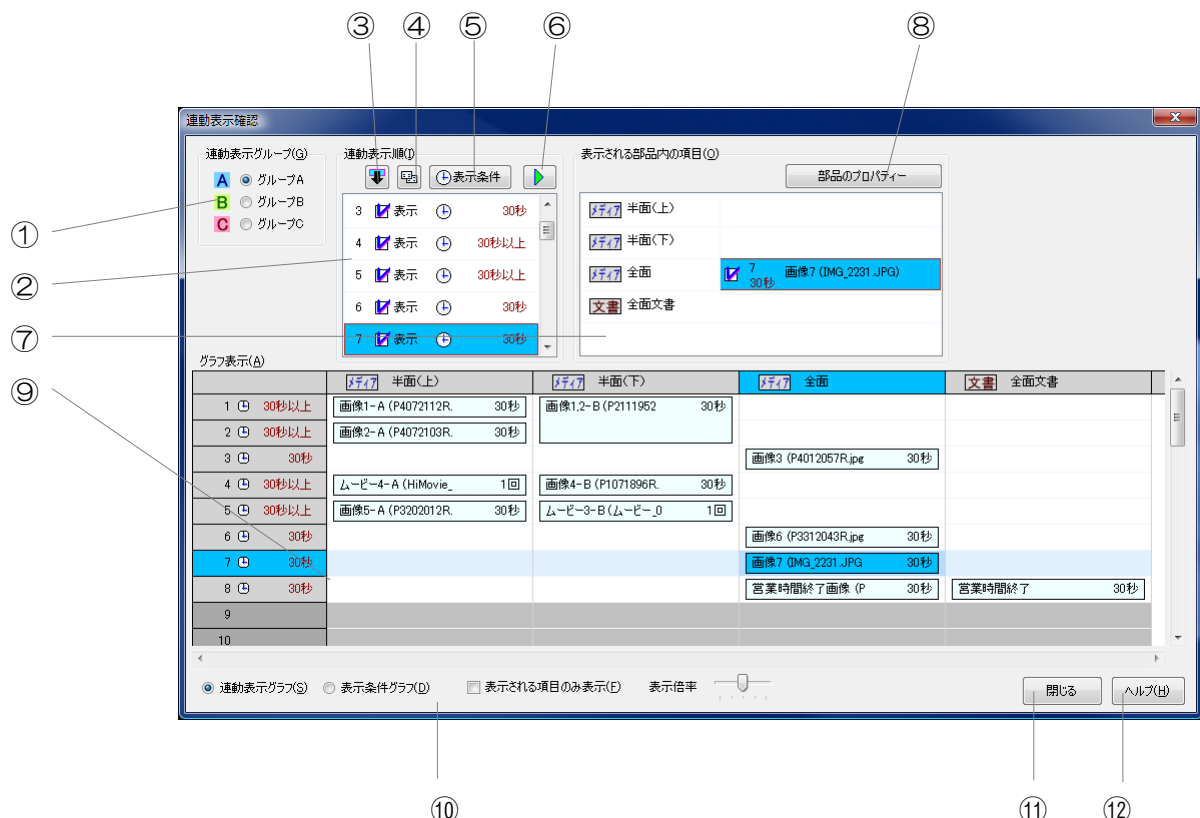 ③ ④ ⑤ ⑥ ⑧
連動表示確認
連動表示グループ(G)
A グループA
B グループB
C グループC
①
②
⑦
⑨
連動表示順(I)
表示条件
3 表示 30秒
4 表示 30秒以上
5 表示 30秒以上
6 表示 30秒
7 表示 30秒
表示される部品内の項目(O)
部品のプロパティー
メディア 半面(上)
メディア 半面(下)
メディア 全面 7 画像7 (IMG_2231.JPG)
30秒
文書 全面文書
グラフ表示(A)
メディア 半面(上) メディア 半面(下) メディア 全面 文書 全面文書
1 30秒以上 画像1-A (P4072112R. 30秒 画像1,2-B (P2111952 30秒
2 30秒以上 画像2-A (P4072103R. 30秒
3 30秒 画像3 (P4012057R.jpg 30秒
4 30秒以上 ムービー4-A (HiMovie_ 1回 画像4-B (P1071896R. 30秒
5 30秒以上 画像5-A (P3202012R. 30秒 ムービー3-B (ムービー_0 1回
6 30秒 画像6 (P3312043R.jpg 30秒
7 30秒 画像7 (IMG_2231.JPG 30秒
8 30秒 営業時間終了画像 (P 30秒 営業時間終了 30秒
9
10
連動表示グラフ(S) 表示条件グラフ(D) 表示される項目のみ表示(F) 表示倍率 閉じる ヘルプ(H)
⑩ ⑪ ⑫